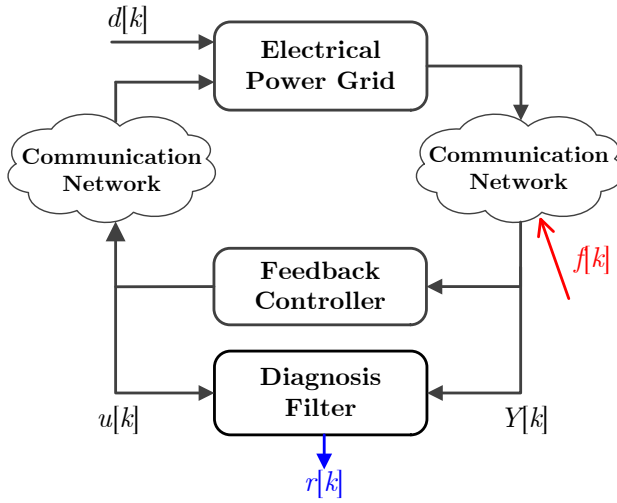 d[k]
Electrical
Power Grid
Communication
Network
Communication
Network
Feedback
Controller
f[k]
Diagnosis
Filter
u[k]
Y[k]
r[k]